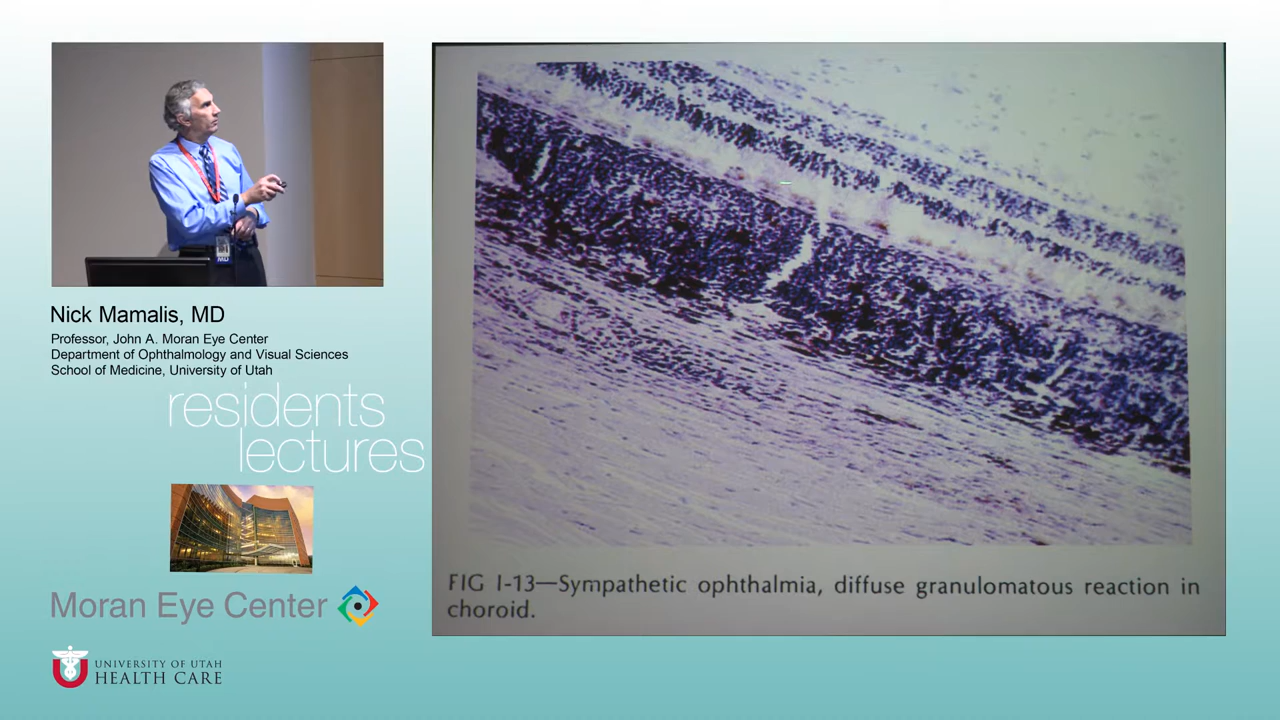 Nick Mamalis, MD
Professor, John A. Moran Eye Center
Department of Ophthalmology and Visual Sciences
School of Medicine, University of Utah
residents
lectures
Moran Eye Center
UNIVERSITY OF UTAH
HEALTH CARE
MD
FIG I-13—Sympathetic ophthalmia, diffuse granulomatous reaction in
choroid.